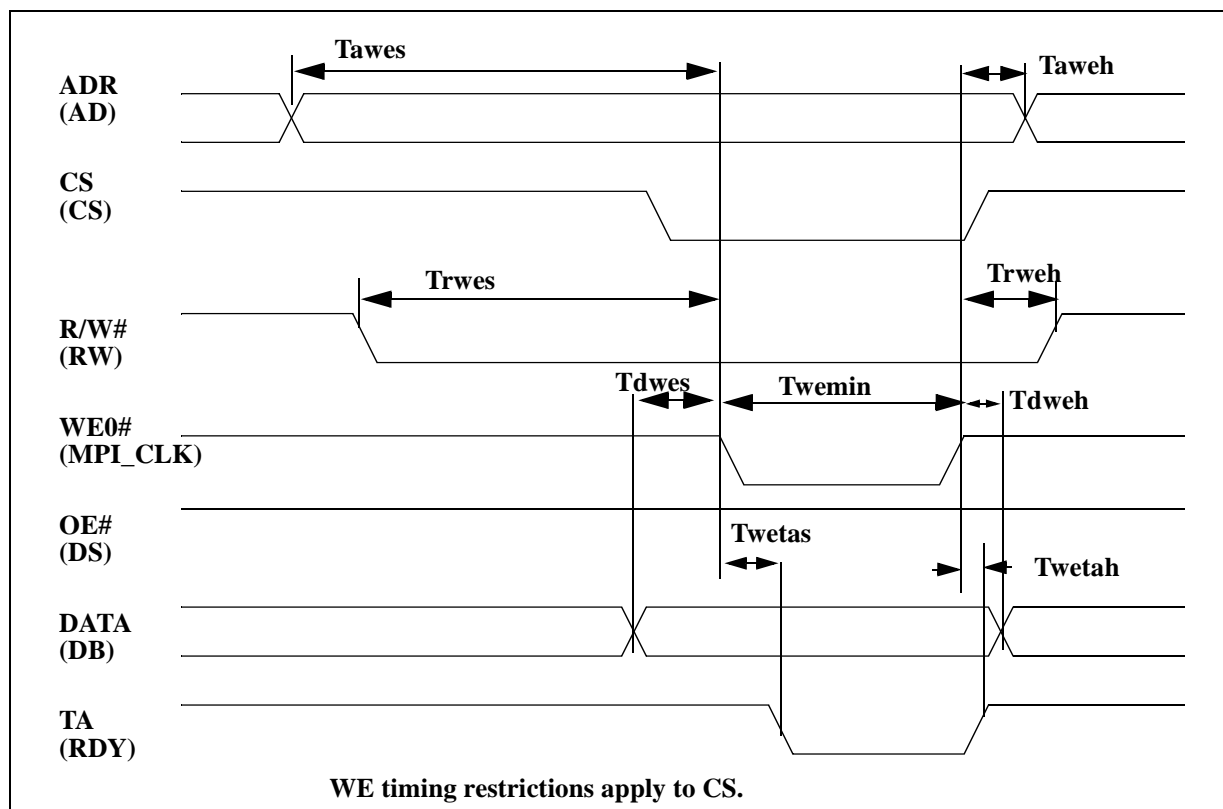 Tawes
Taweh
ADR
(AD)
CS
(CS)
Trwes
Trweh
R/W#
(RW)
Tdwes
Twemin
Tdweh
WE0#
(MPI_CLK)
OE#
(DS)
Twetas
Twetah
DATA
(DB)
TA
(RDY)
WE timing restrictions apply to CS.